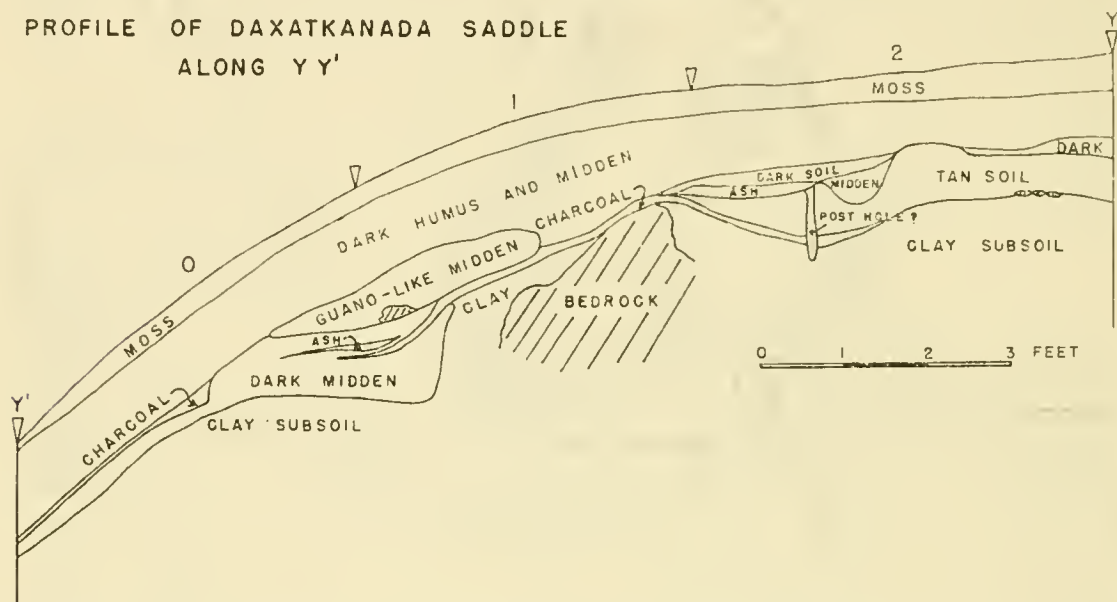 PROFILE OF DAXATKANADA SADDLE
ALONG Y Y'
Y
2
MOSS
1
DARK
DARK SOIL
ASH
MIDDEN
TAN SOIL
DARK HUMUS AND MIDDEN
CHARCOAL
POST HOLE ?
CLAY SUBSOIL
0
GUANO-LIKE MIDDEN
CLAY
BEDROCK
MOSS
ASH
DARK MIDDEN
0 1 2 3 FEET
Y'
CHARCOAL
CLAY SUBSOIL